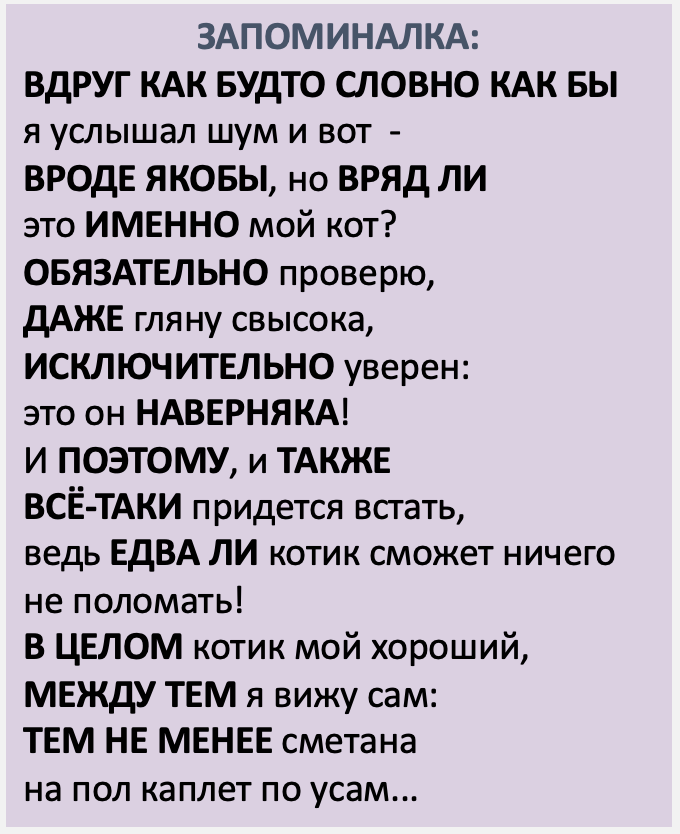 ЗАПОМИНАЛКА:
ВДРУГ КАК БУДТО СЛОВНО КАК БЫ
я услышал шум и вот -
ВРОДЕ ЯКОБЫ, но ВРЯД ЛИ
это ИМЕННО мой кот?
ОБЯЗАТЕЛЬНО проверю,
ДАЖЕ гляну свысока,
ИСКЛЮЧИТЕЛЬНО уверен:
это он НАВЕРНЯКА!
И ПОЭТОМУ, и ТАКЖЕ
ВСЁ-ТАКИ придется встать,
ведь ЕДВА ЛИ котик сможет ничего
не поломать!
В ЦЕЛОМ котик мой хороший,
МЕЖДУ ТЕМ я вижу сам:
ТЕМ НЕ МЕНЕЕ сметана
на пол каплет по усам...